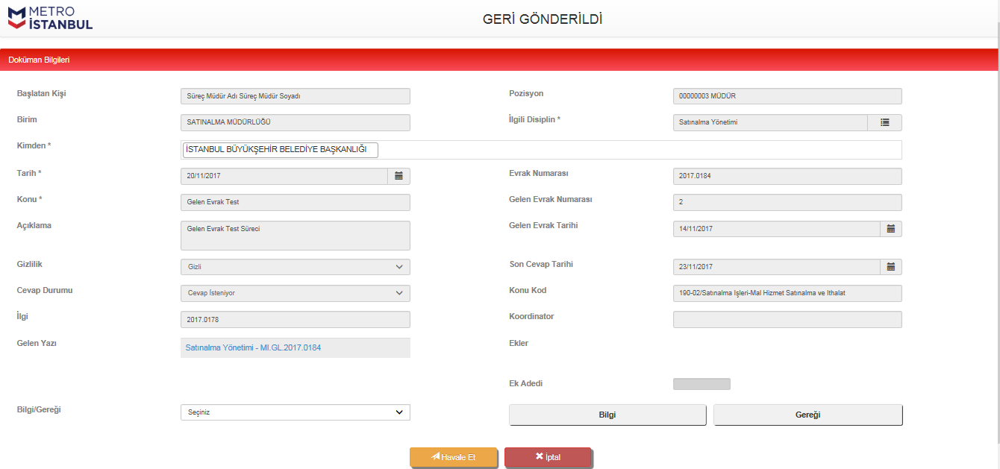 METRO
İSTANBUL
GERİ GÖNDERİLDİ
Doküman Bilgileri
Başlatan Kişi
Süreç Müdür Adı Süreç Müdür Soyadı
Pozisyon
00000003 MÜDÜR
Birim
SATINALMA MÜDÜRLÜĞÜ
İlgili Disiplin *
Satınalma Yönetimi
Kimden *
İSTANBUL BÜYÜKŞEHİR BELEDİYE BAŞKANLIĞI
Tarih *
20/11/2017
Evrak Numarası
2017.0184
Konu *
Gelen Evrak Test
Gelen Evrak Numarası
2
Açıklama
Gelen Evrak Test Süreci
Gelen Evrak Tarihi
14/11/2017
Gizlilik
Gizli
Son Cevap Tarihi
23/11/2017
Cevap Durumu
Cevap İsteniyor
Konu Kod
190-02/Satınalma İşleri-Mal Hizmet Satınalma ve İthalat
İlgi
2017.0178
Koordinator
Gelen Yazı
Satınalma Yönetimi - MI.GL.2017.0184
Ekler
Ek Adedi
Bilgi/Gereği
Seçiniz
Bilgi
Gereği
Havale Et
İptal